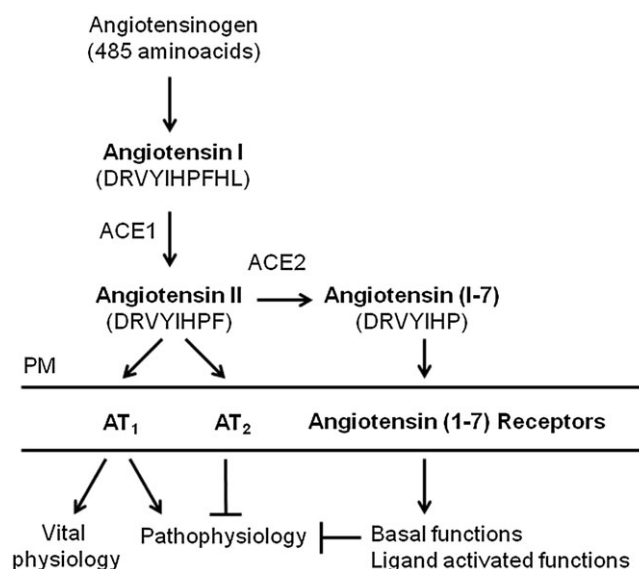 Angiotensinogen
(485 aminoacids)
Angiotensin I
(DRVYIHPFHL)
ACE1
ACE2
Angiotensin II
(DRVYIHPF)
Angiotensin (I-7)
(DRVYIHP)
PM
AT₁
AT₂
Angiotensin (1-7) Receptors
Vital
physiology
Pathophysiology
Basal functions
Ligand activated functions